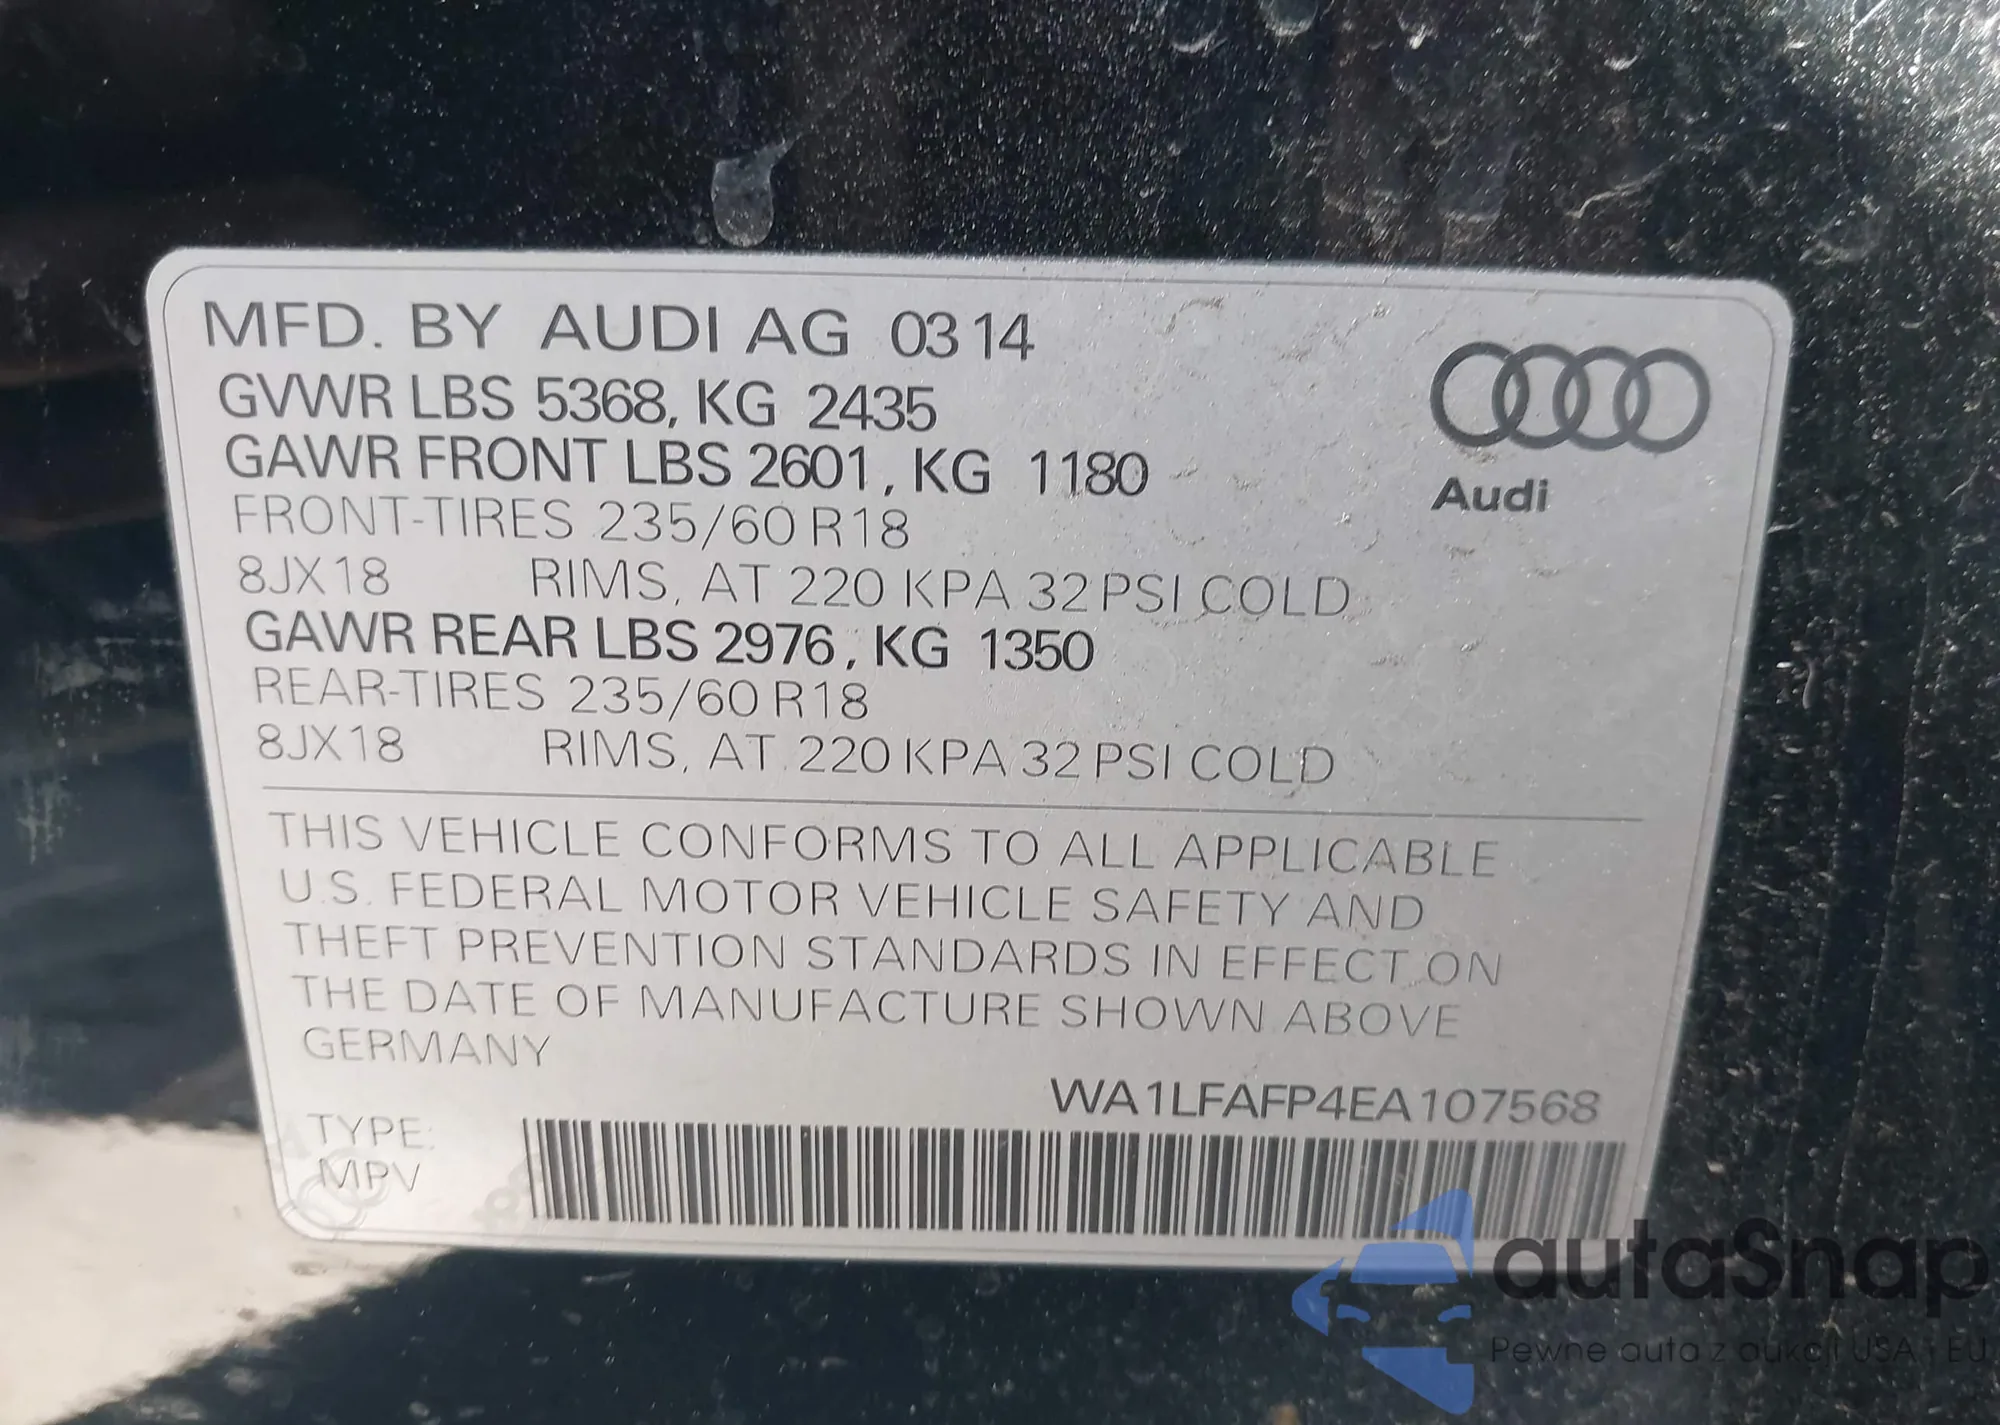 MFD. BY AUDI AG 0314
GVWR LBS 5368, KG 2435
GAWR FRONT LBS 2601, KG 1180
FRONT-TIRES 235/60 R18
8JX18 RIMS, AT 220 KPA 32 PSI COLD
GAWR REAR LBS 2976, KG 1350
REAR-TIRES 235/60 R18
8JX18 RIMS, AT 220 KPA 32 PSI COLD
Audi
THIS VEHICLE CONFORMS TO ALL APPLICABLE
U.S. FEDERAL MOTOR VEHICLE SAFETY AND
THEFT PREVENTION STANDARDS IN EFFECT ON
THE DATE OF MANUFACTURE SHOWN ABOVE
GERMANY
WA1LFAFP4EA107568
TYPE:
MPV
autaSnap
Pewne auta z aukcji USA i EU